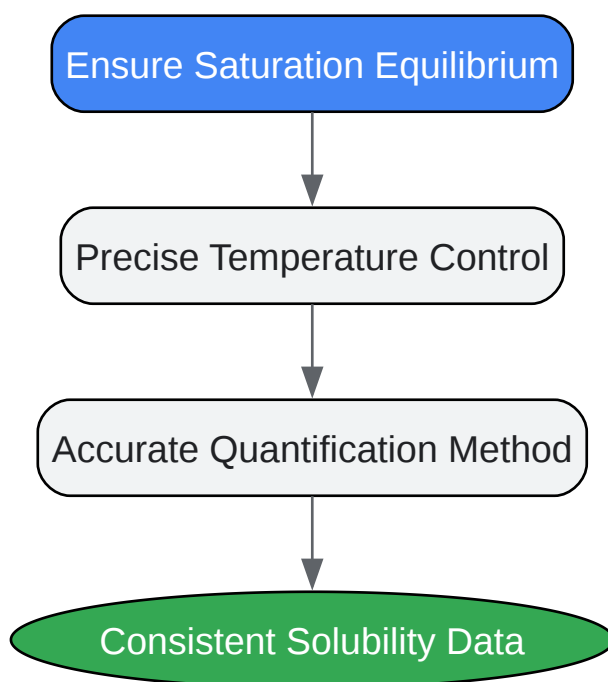 Ensure Saturation Equilibrium
Precise Temperature Control
Accurate Quantification Method
Consistent Solubility Data